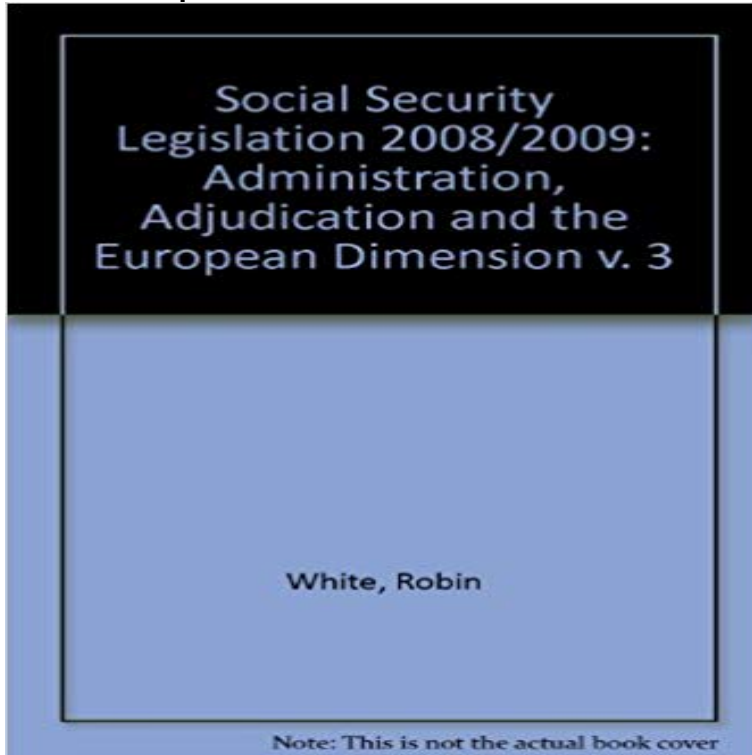 Social Security
Legislation 2008/2009:
Administration,
Adjudication and the
European Dimension v. 3
White, Robin
Note: This is not the actual book cover